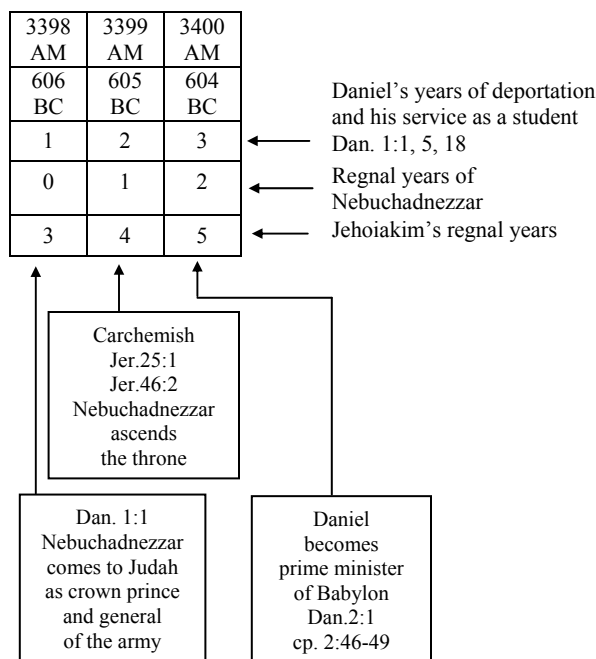 3398 3399 3400
AM AM AM
606 605 604
BC BC BC
1 2 3
0 1 2
3 4 5
Daniel’s years of deportation
and his service as a student
Dan. 1:1, 5, 18
Regnal years of
Nebuchadnezzar
Jehoiakim’s regnal years
Carchemish
Jer.25:1
Jer.46:2
Nebuchadnezzar
ascends
the throne
Dan. 1:1
Nebuchadnezzar
comes to Judah
as crown prince
and general
of the army
Daniel
becomes
prime minister
of Babylon
Dan.2:1
cp. 2:46-49